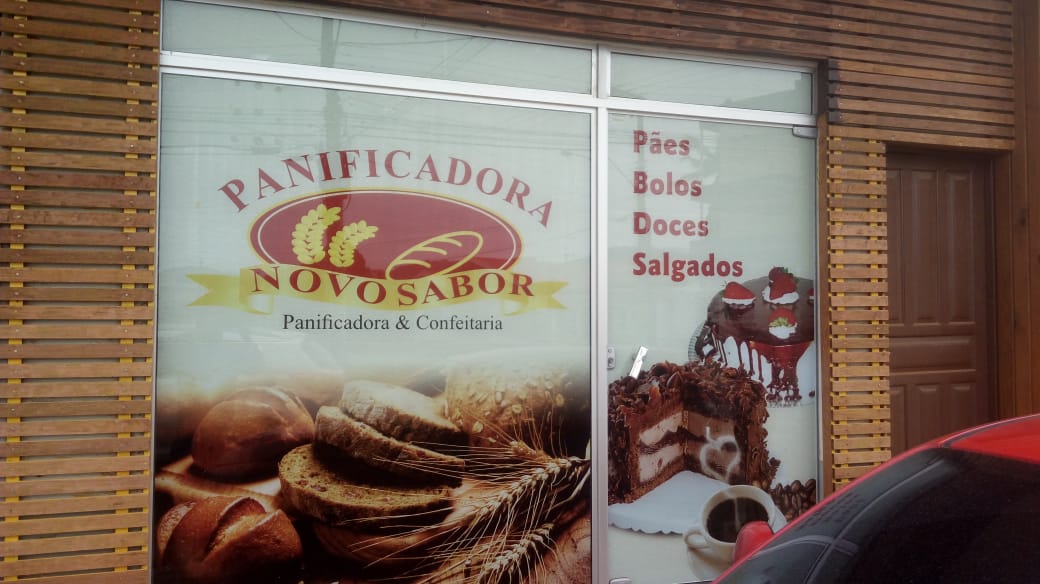 PANIFICADORA
NOVO SABOR
Panificadora & Confeitaria
Pães
Bolos
Doces
Salgados